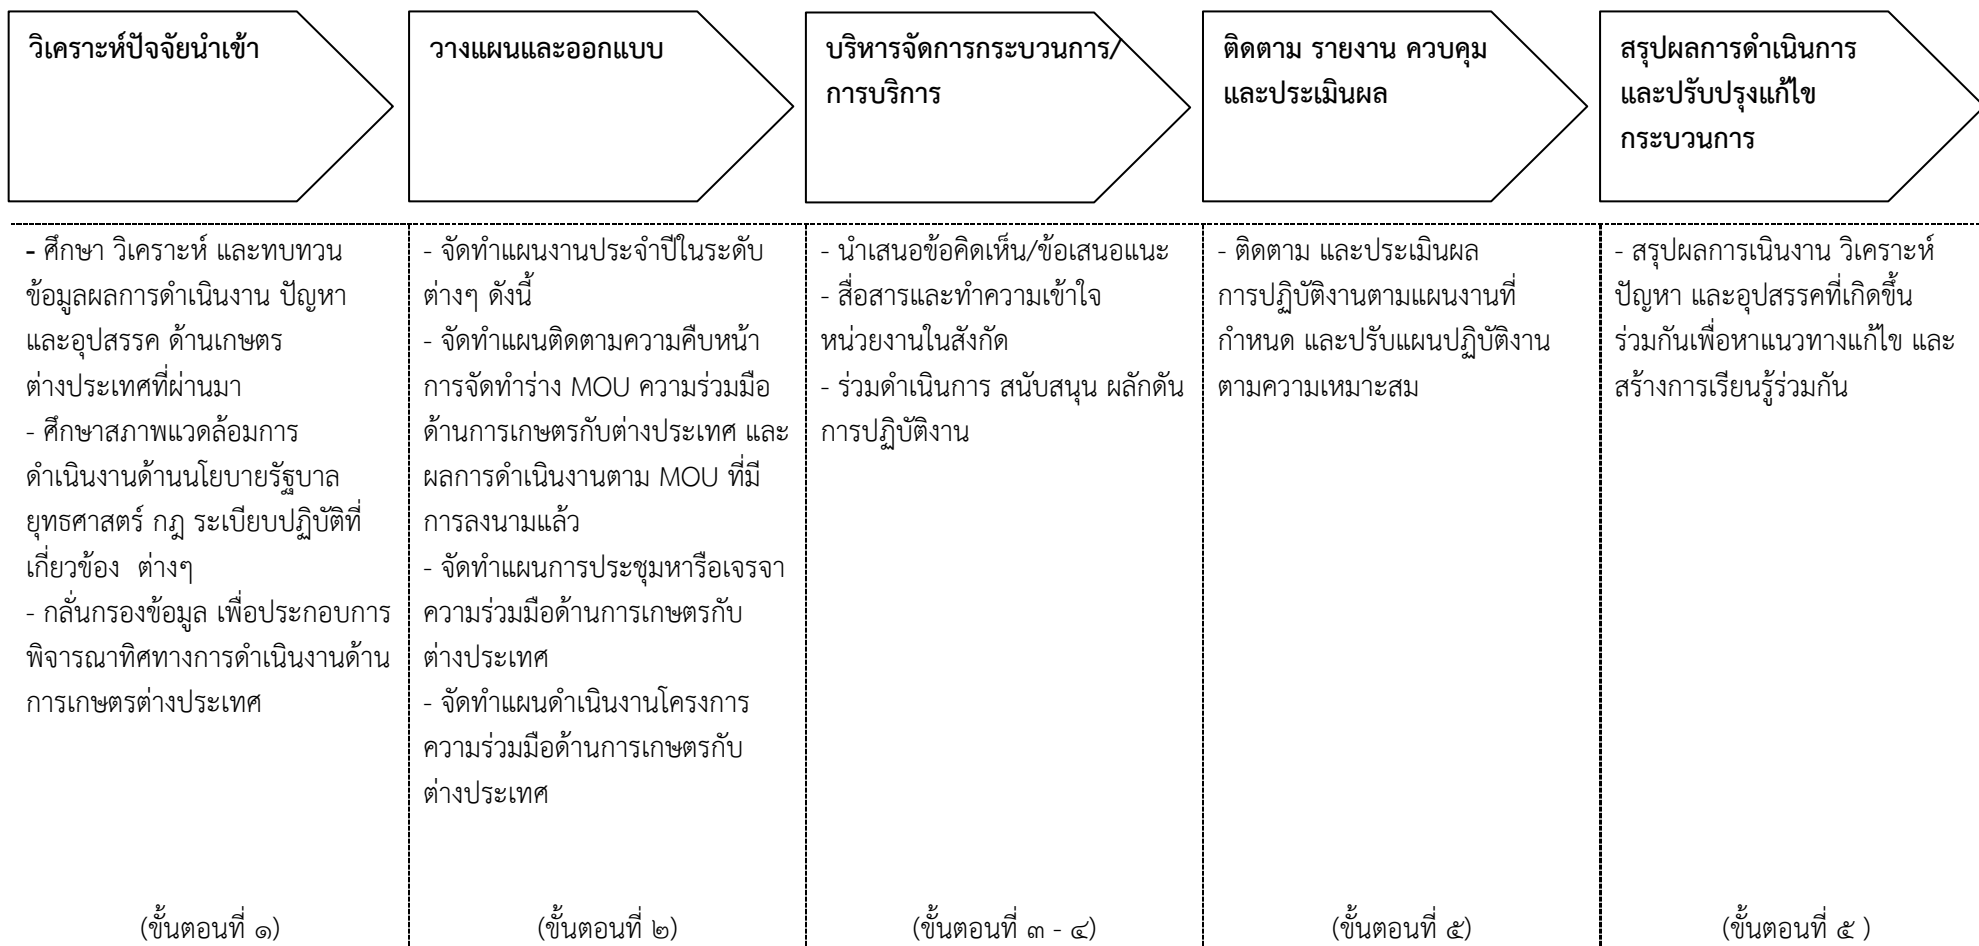 วิเคราะห์ปัจจัยนำเข้า
วางแผนและออกแบบ
บริหารจัดการกระบวนการ/
การบริการ
ติดตาม รายงาน ควบคุม
และประเมินผล
สรุปผลการดำเนินการ
และปรับปรุงแก้ไข
กระบวนการ
- ศึกษา วิเคราะห์ และทบทวน
ข้อมูลผลการดำเนินงาน ปัญหา
และอุปสรรค ด้านเกษตร
ต่างประเทศที่ผ่านมา
- ศึกษาสภาพแวดล้อมการ
ดำเนินงานด้านนโยบายรัฐบาล
ยุทธศาสตร์ กฎ ระเบียบปฏิบัติที่
เกี่ยวข้อง  ต่างๆ
- กลั่นกรองข้อมูล เพื่อประกอบการ
พิจารณาทิศทางการดำเนินงานด้าน
การเกษตรต่างประเทศ
(ขั้นตอนที่ ๑)
- จัดทำแผนงานประจำปีในระดับ
ต่างๆ ดังนี้
- จัดทำแผนติดตามความคืบหน้า
การจัดทำร่าง MOU ความร่วมมือ
ด้านการเกษตรกับต่างประเทศ และ
ผลการดำเนินงานตาม MOU ที่มี
การลงนามแล้ว
- จัดทำแผนการประชุมหารือเจรจา
ความร่วมมือด้านการเกษตรกับ
ต่างประเทศ
- จัดทำแผนดำเนินงานโครงการ
ความร่วมมือด้านการเกษตรกับ
ต่างประเทศ
(ขั้นตอนที่ ๒)
- นำเสนอข้อคิดเห็น/ข้อเสนอแนะ
- สื่อสารและทำความเข้าใจ
หน่วยงานในสังกัด
- ร่วมดำเนินการ สนับสนุน ผลักดัน
การปฏิบัติงาน
(ขั้นตอนที่ ๓ - ๔)
- ติดตาม และประเมินผล
การปฏิบัติงานตามแผนงานที่
กำหนด และปรับแผนปฏิบัติงาน
ตามความเหมาะสม
(ขั้นตอนที่ ๕)
- สรุปผลการเนินงาน วิเคราะห์
ปัญหา และอุปสรรคที่เกิดขึ้น
ร่วมกันเพื่อหาแนวทางแก้ไข และ
สร้างการเรียนรู้ร่วมกัน
(ขั้นตอนที่ ๕ )